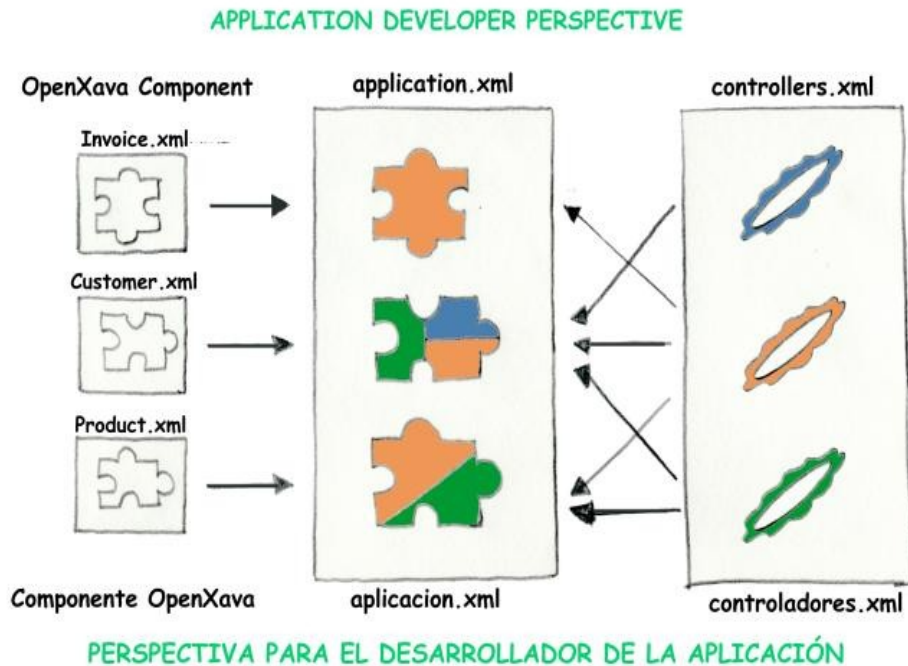 APPLICATION DEVELOPER PERSPECTIVE
OpenXava Component
application.xml
controllers.xml
Invoice.xml
Customer.xml
Product.xml
Componente OpenXava
aplicacion.xml
controladores.xml
PERSPECTIVA PARA EL DESARROLLADOR DE LA APLICACIÓN